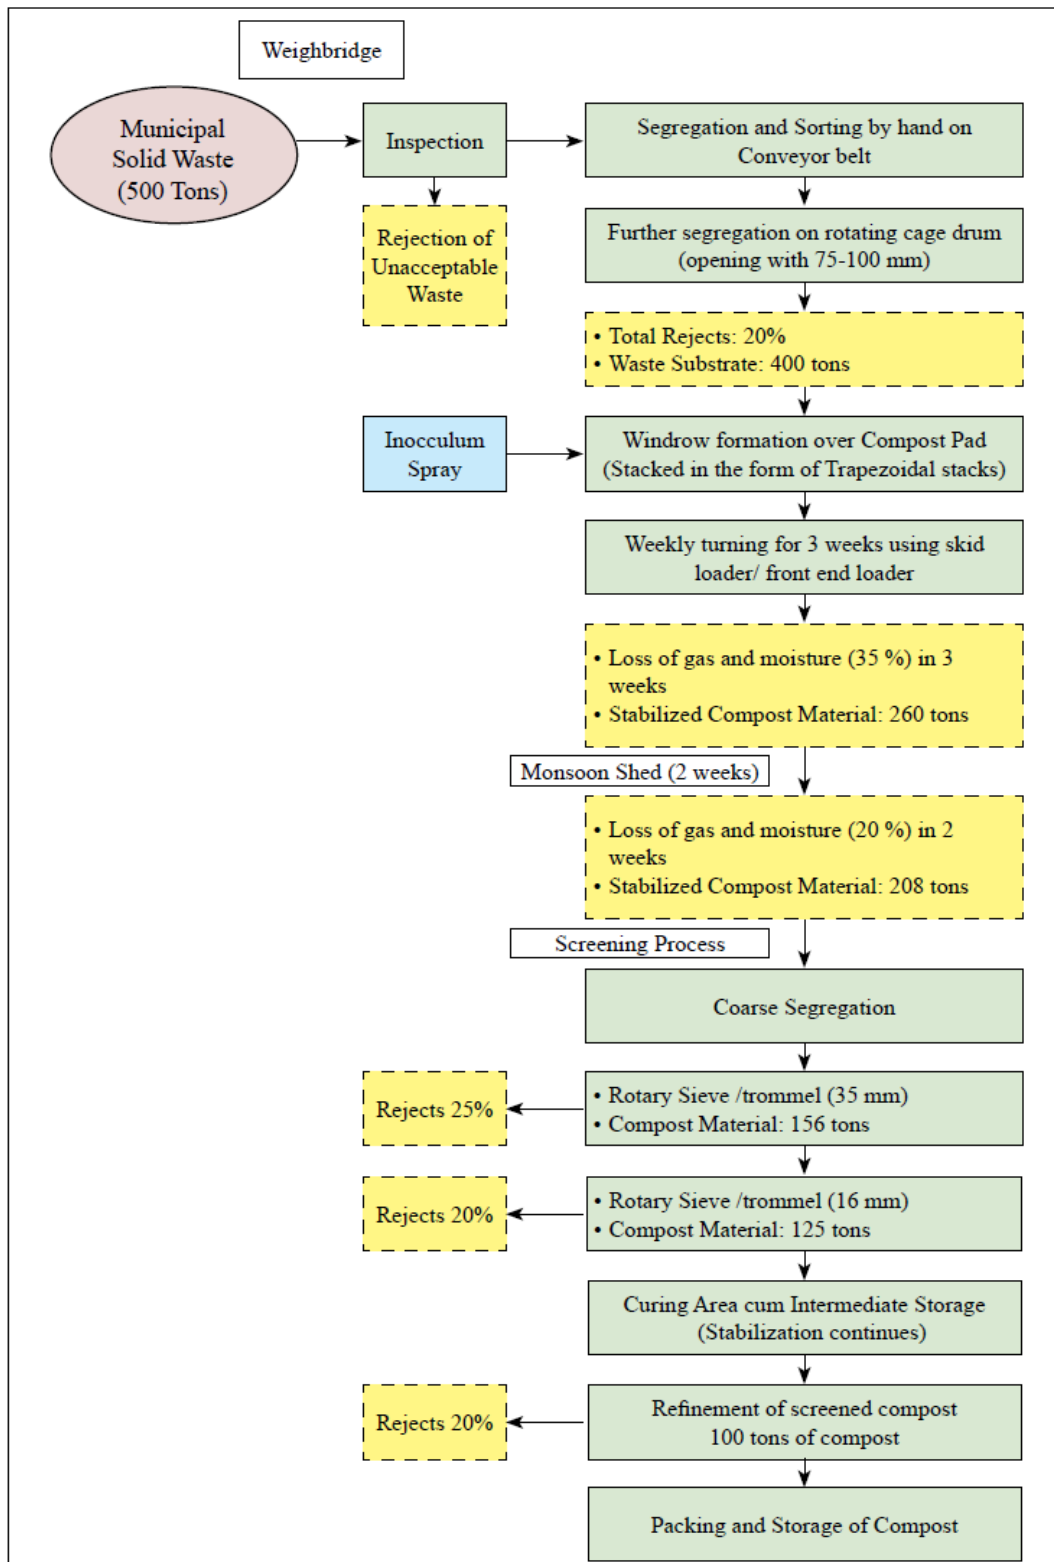 Weighbridge
Municipal
Solid Waste
(500 Tons)
Inspection
Segregation and Sorting by hand on
Conveyor belt
Rejection of
Unacceptable
Waste
Further segregation on rotating cage drum
(opening with 75-100 mm)
• Total Rejects: 20%
• Waste Substrate: 400 tons
Inocculum
Spray
Windrow formation over Compost Pad
(Stacked in the form of Trapezoidal stacks)
Weekly turning for 3 weeks using skid
loader/ front end loader
• Loss of gas and moisture (35 %) in 3
weeks
• Stabilized Compost Material: 260 tons
Monsoon Shed (2 weeks)
• Loss of gas and moisture (20 %) in 2
weeks
• Stabilized Compost Material: 208 tons
Screening Process
Coarse Segregation
Rejects 25%
• Rotary Sieve /trommel (35 mm)
• Compost Material: 156 tons
Rejects 20%
• Rotary Sieve /trommel (16 mm)
• Compost Material: 125 tons
Curing Area cum Intermediate Storage
(Stabilization continues)
Rejects 20%
Refinement of screened compost
100 tons of compost
Packing and Storage of Compost